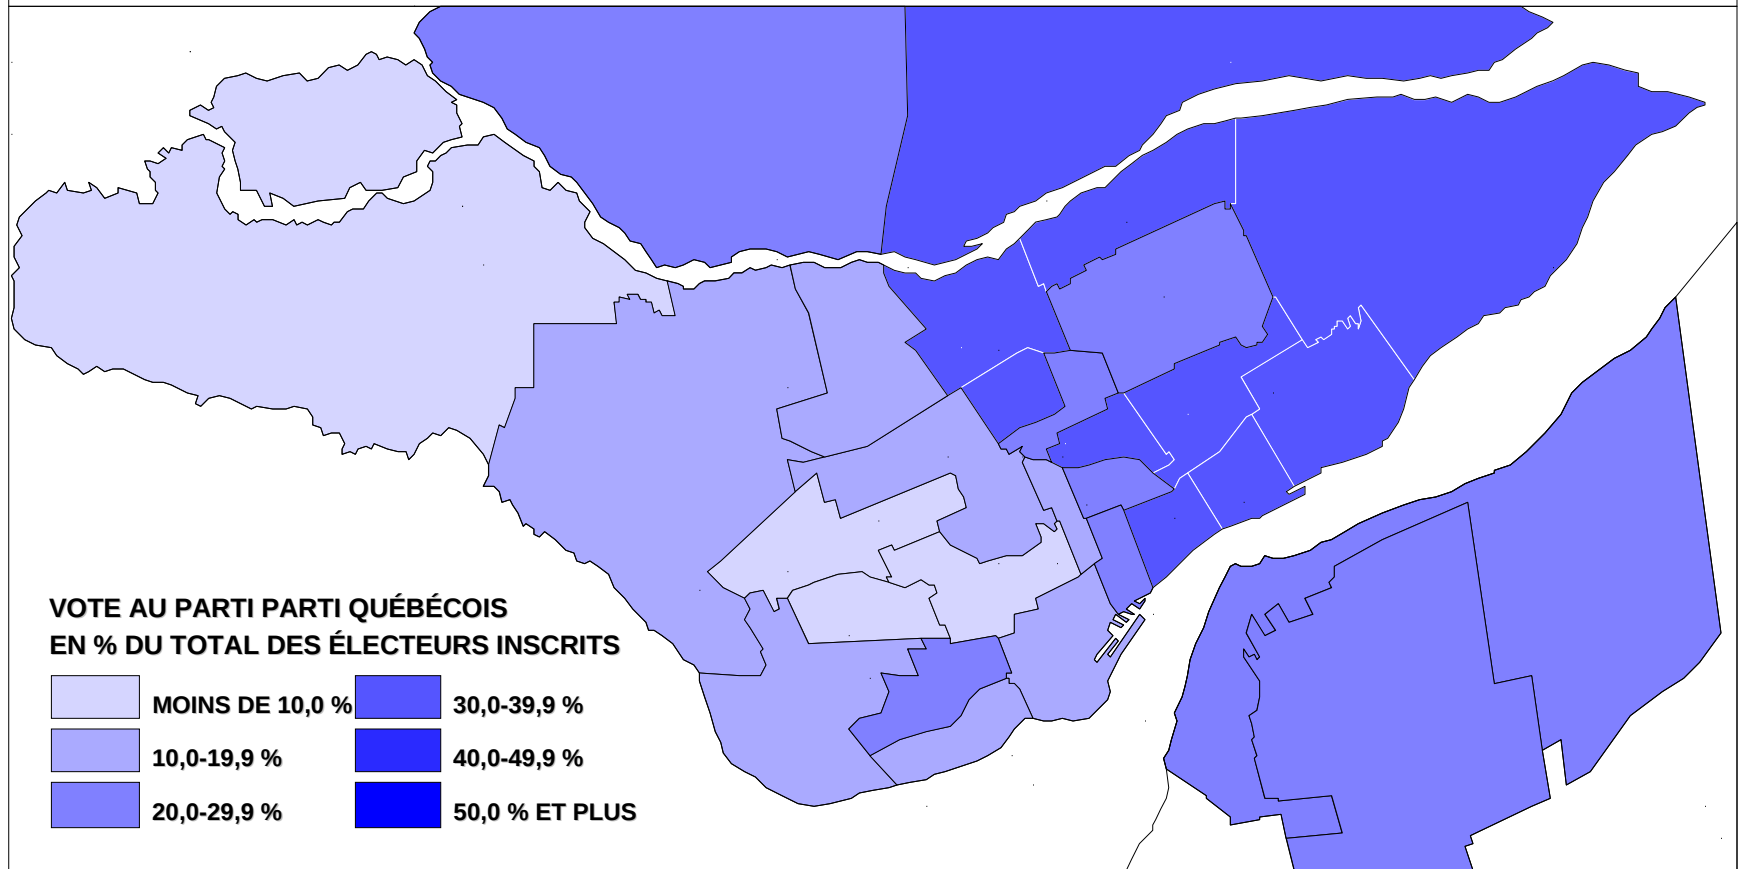 VOTE AU PARTI PARTI QUÉBÉCOIS
EN % DU TOTAL DES ÉLECTEURS INSCRITS
MOINS DE 10,0 %
10,0-19,9 %
20,0-29,9 %
30,0-39,9 %
40,0-49,9 %
50,0 % ET PLUS